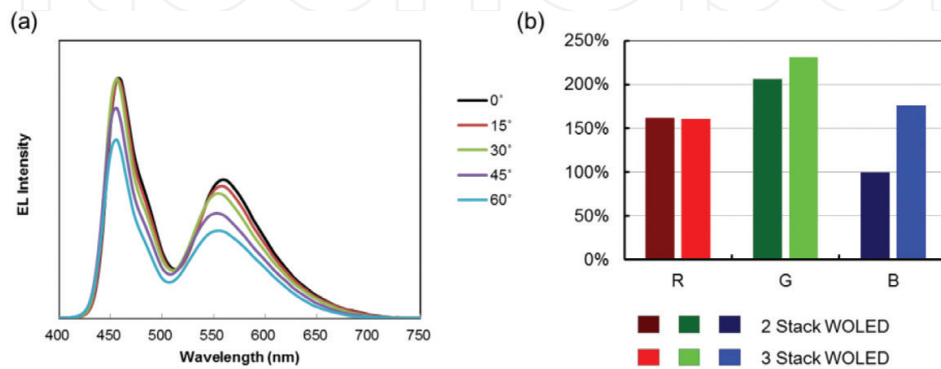 (a)
EL Intensity
400 450 500 550 600 650 700 750
Wavelength (nm)
0˚
15˚
30˚
45˚
60˚
(b)
250%
200%
150%
100%
50%
0%
R G B
2 Stack WOLED
3 Stack WOLED